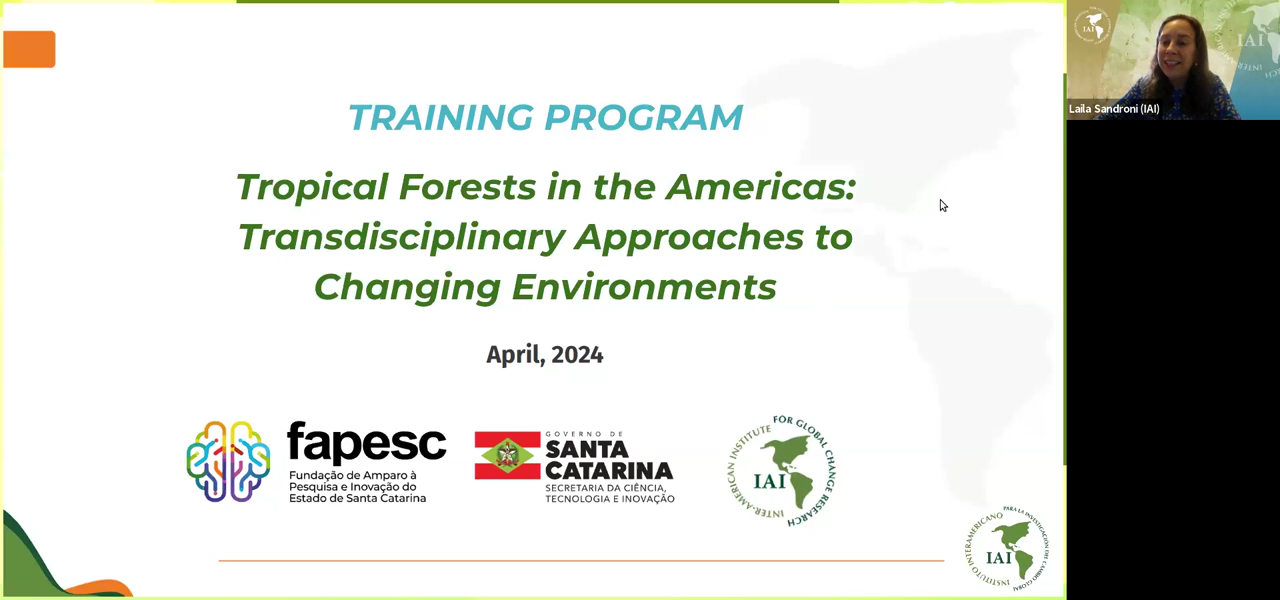 TRAINING PROGRAM
Tropical Forests in the Americas:
Transdisciplinary Approaches to
Changing Environments
April, 2024
fapesc
Fundação de Amparo à
Pesquisa e Inovação do
Estado de Santa Catarina
GOVERNO DE
SANTA
CATARINA
SECRETARIA DA CIÊNCIA,
TECNOLOGIA E INOVAÇÃO
INTER-AMERICAN INSTITUTE FOR GLOBAL CHANGE RESEARCH
IAI
INSTITUTO INTERAMERICANO PARA LA INVESTIGACIÓN DEL CAMBIO GLOBAL
IAI
IAI
IAI
Laila Sandroni (IAI)